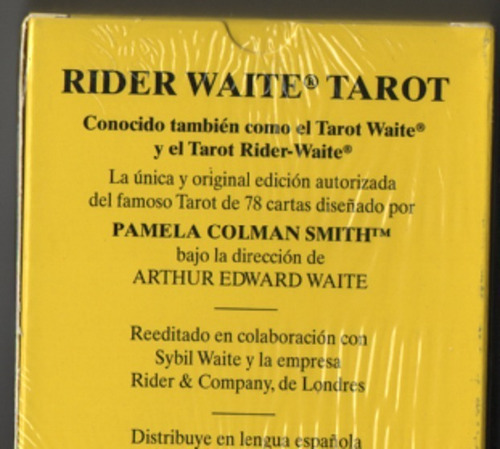 RIDER WAITE® TAROT
Conocido también como el Tarot Waite®
y el Tarot Rider-Waite®
La única y original edición autorizada
del famoso Tarot de 78 cartas diseñado por
PAMELA COLMAN SMITH™
bajo la dirección de
ARTHUR EDWARD WAITE
Reeditado en colaboración con
Sybil Waite y la empresa
Rider & Company, de Londres
Distribuye en lengua española